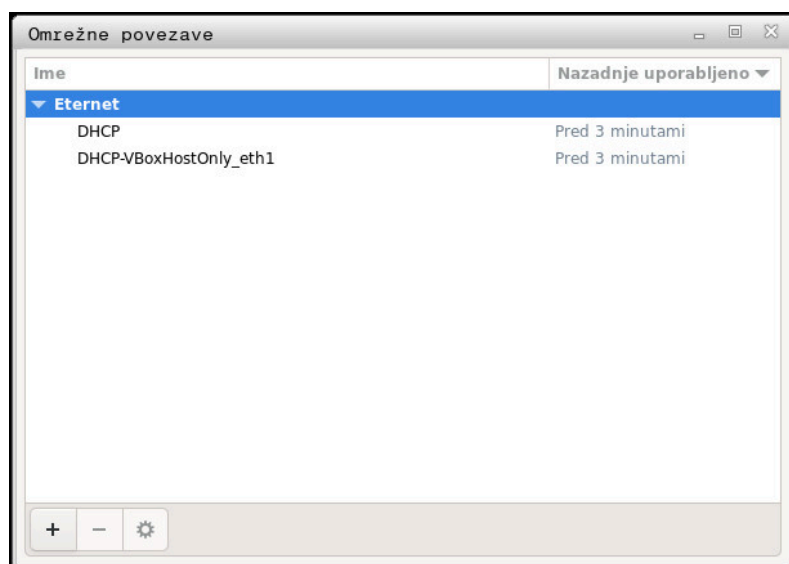 Omrežne povezave
Ime Nazadnje uporabljeno
Eternet
DHCP Pred 3 minutami
DHCP-VBoxHostOnly_eth1 Pred 3 minutami